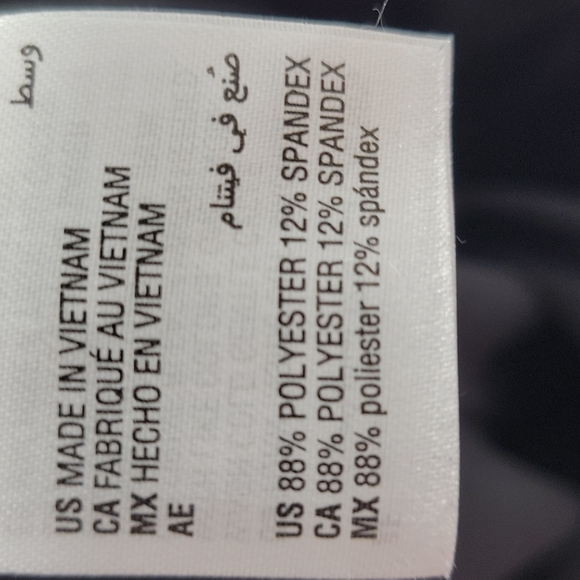 وسط
US MADE IN VIETNAM
CA FABRIQUÉ AU VIETNAM
MX HECHO EN VIETNAM
AE
صُنع في فيتنام
US 88% POLYESTER 12% SPANDEX
CA 88% POLYESTER 12% SPANDEX
MX 88% poliester 12% spándex